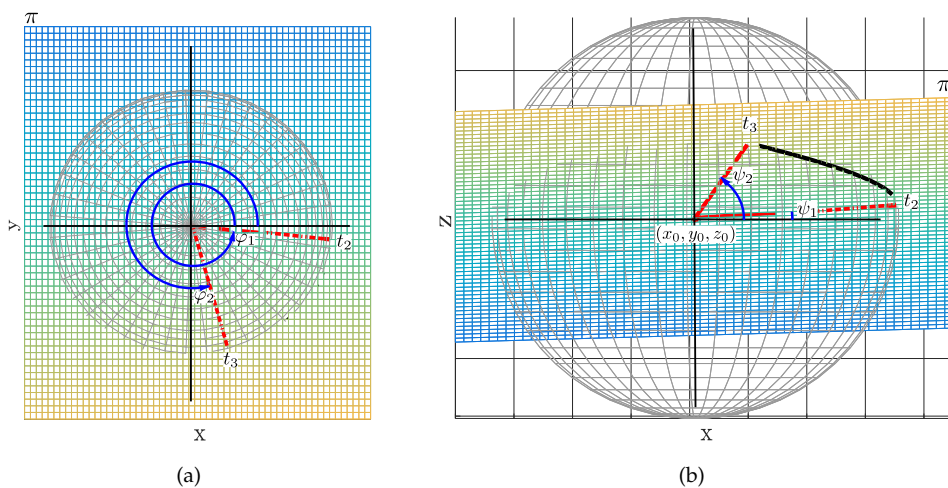 π
y
φ₁
t₂
φ₂
t₃
x
(a)
π
t₃
ψ₂
ψ₁
t₂
(x₀, y₀, z₀)
z
x
(b)